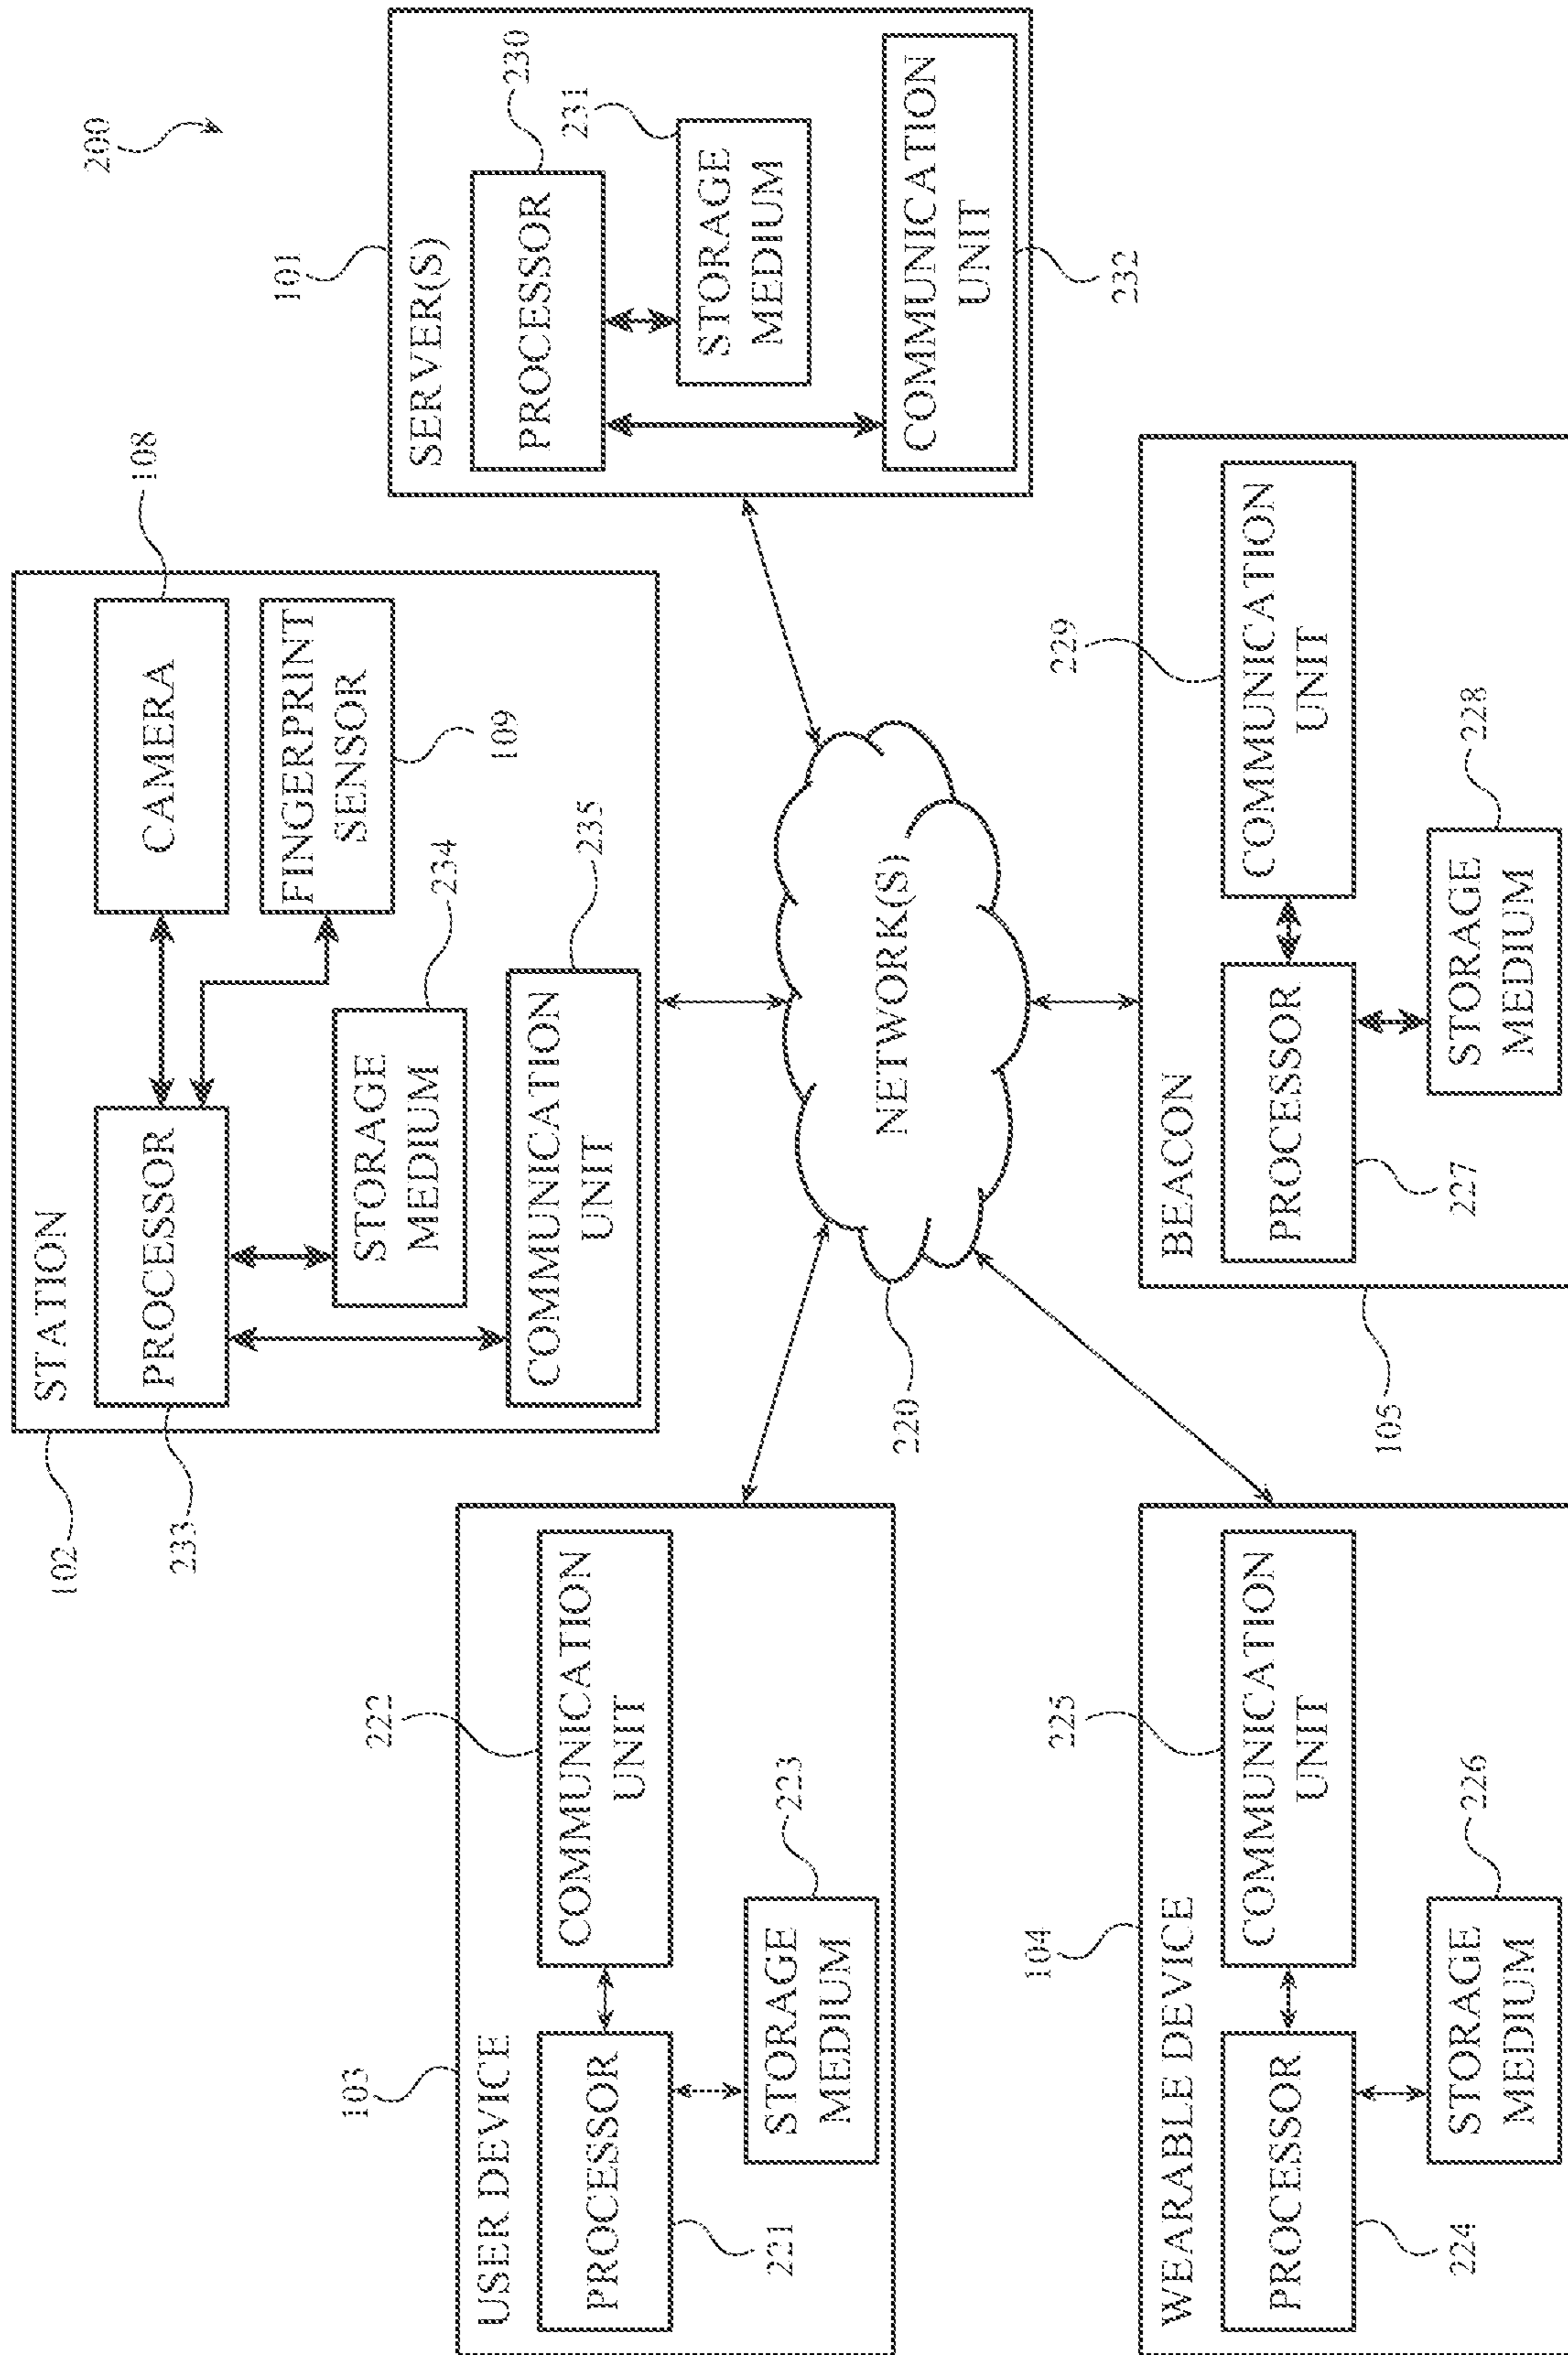 200
102
STATION
233
PROCESSOR
CAMERA
108
FINGERPRINT
SENSOR
109
STORAGE
MEDIUM
234
COMMUNICATION
UNIT
235
101
SERVER(S)
PROCESSOR
230
STORAGE
MEDIUM
231
COMMUNICATION
UNIT
232
103
USER DEVICE
PROCESSOR
221
COMMUNICATION
UNIT
222
STORAGE
MEDIUM
223
NETWORK(S)
220
104
WEARABLE DEVICE
PROCESSOR
224
COMMUNICATION
UNIT
225
STORAGE
MEDIUM
226
105
BEACON
PROCESSOR
227
COMMUNICATION
UNIT
229
STORAGE
MEDIUM
228